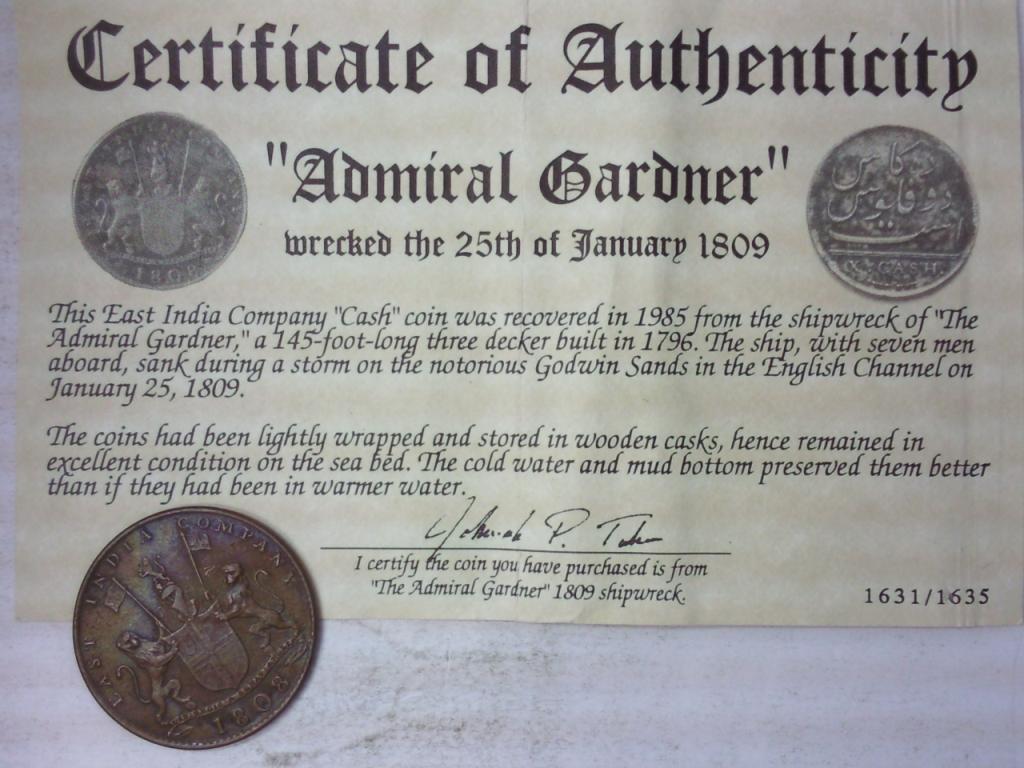 Certificate of Authenticity
"Admiral Gardner"
wrecked the 25th of January 1809
1808
كاس
دو فلوس
است
X • CASH.
This East India Company "Cash" coin was recovered in 1985 from the shipwreck of "The
Admiral Gardner," a 145-foot-long three decker built in 1796. The ship, with seven men
aboard, sank during a storm on the notorious Godwin Sands in the English Channel on
January 25, 1809.
The coins had been lightly wrapped and stored in wooden casks, hence remained in
excellent condition on the sea bed. The cold water and mud bottom preserved them better
than if they had been in warmer water.
I certify the coin you have purchased is from
"The Admiral Gardner" 1809 shipwreck.
1631/1635
EAST INDIA COMPANY
1808